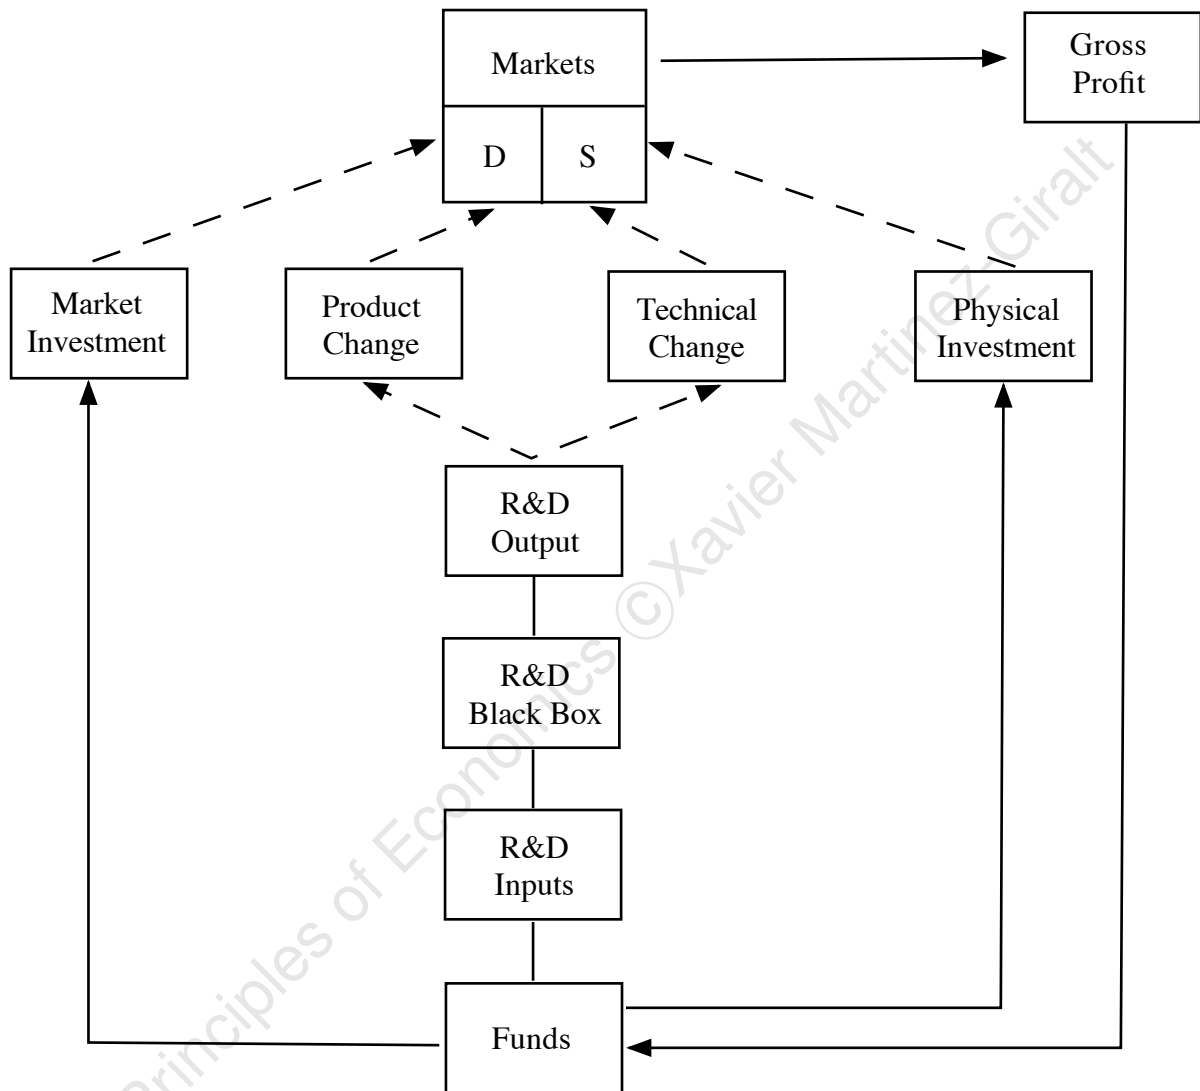 Markets
D
S
Gross
Profit
Market
Investment
Product
Change
Technical
Change
Physical
Investment
R&D
Output
R&D
Black Box
R&D
Inputs
Funds
Principles of Economics ©Xavier Martinez-Giralt